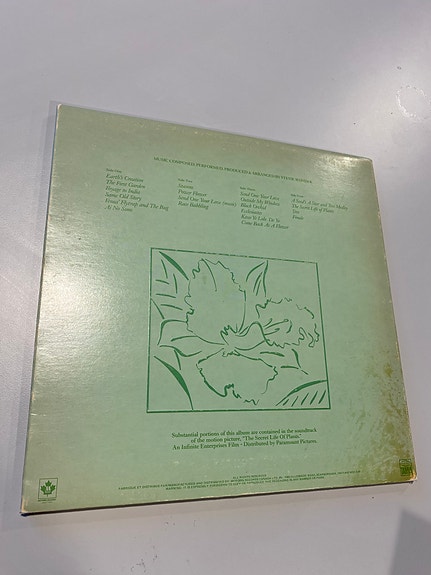 MUSIC COMPOSED, PERFORMED, PRODUCED & ARRANGED BY STEVIE WONDER
Side One
Earth's Creation
The First Garden
Voyage to India
Same Old Story
Venus' Flytrap and The Bug
Ai No Sono
Side Two
Seasons
Power Flower
Send One Your Love (music)
Race Babbling
Side Three
Send One Your Love
Outside My Window
Black Orchid
Ecclesiastes
Kesse Ye Lolo De Ye
Come Back As A Flower
Side Four
A Seed's A Star and Tree Medley
The Secret Life of Plants
Tree
Finale
Substantial portions of this album are contained in the soundtrack
of the motion picture, "The Secret Life Of Plants."
An Infinite Enterprises Film • Distributed by Paramount Pictures.